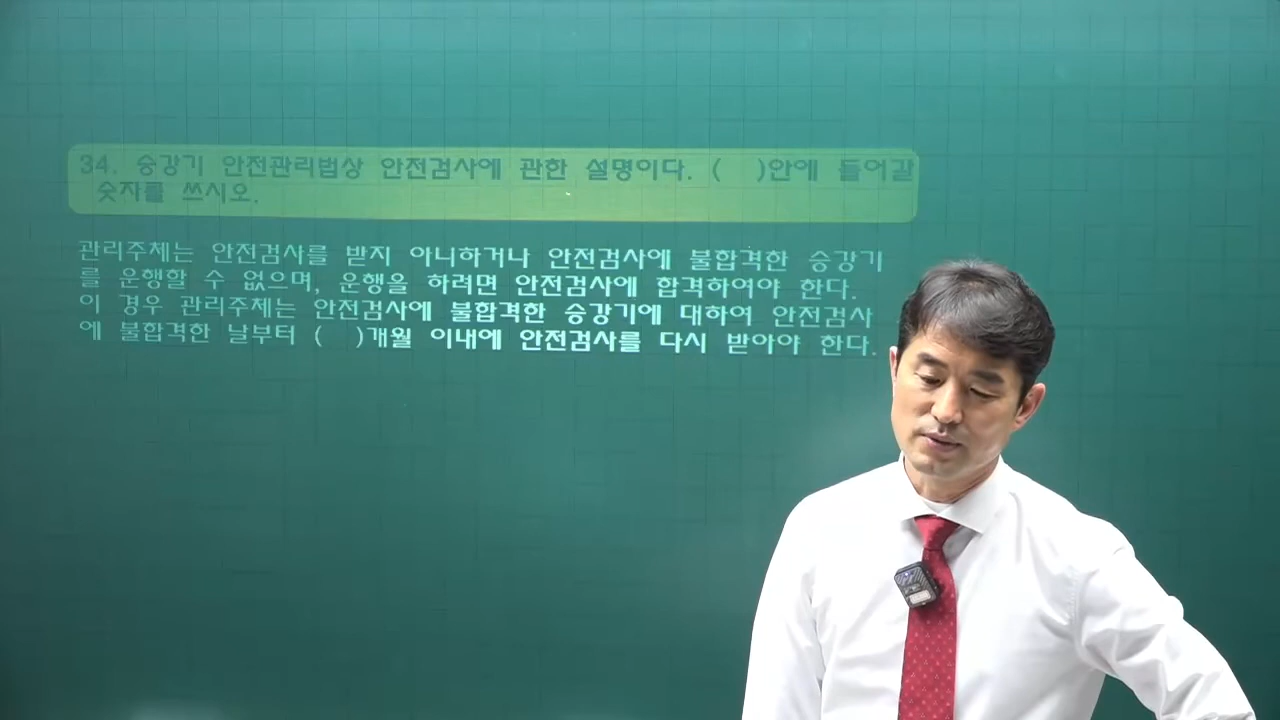 34. 승강기 안전관리법상 안전검사에 관한 설명이다. (  )안에 들어갈
숫자를 쓰시오.
관리주체는 안전검사를 받지 아니하거나 안전검사에 불합격한 승강기
를 운행할 수 없으며, 운행을 하려면 안전검사에 합격하여야 한다.
이 경우 관리주체는 안전검사에 불합격한 승강기에 대하여 안전검사
에 불합격한 날부터 (  )개월 이내에 안전검사를 다시 받아야 한다.